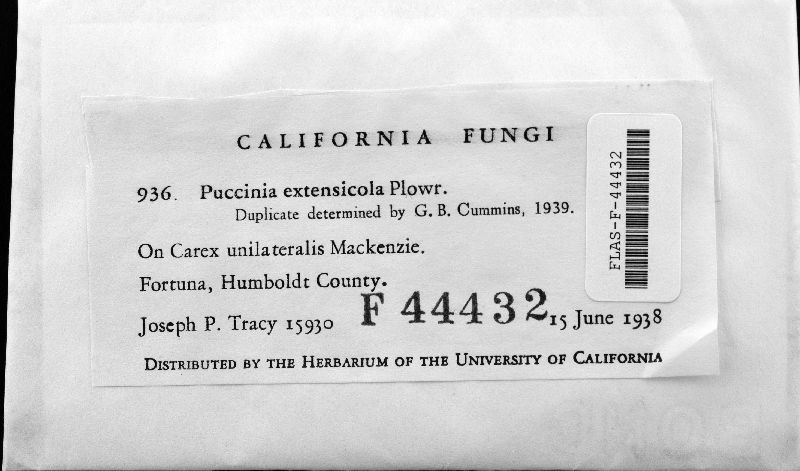 CALIFORNIA FUNGI
936. Puccinia extensicola Plowr.
Duplicate determined by G. B. Cummins, 1939.
On Carex unilateralis Mackenzie.
Fortuna, Humboldt County.
Joseph P. Tracy 15930
F 44432
15 June 1938
DISTRIBUTED BY THE HERBARIUM OF THE UNIVERSITY OF CALIFORNIA
FLAS-F-44432